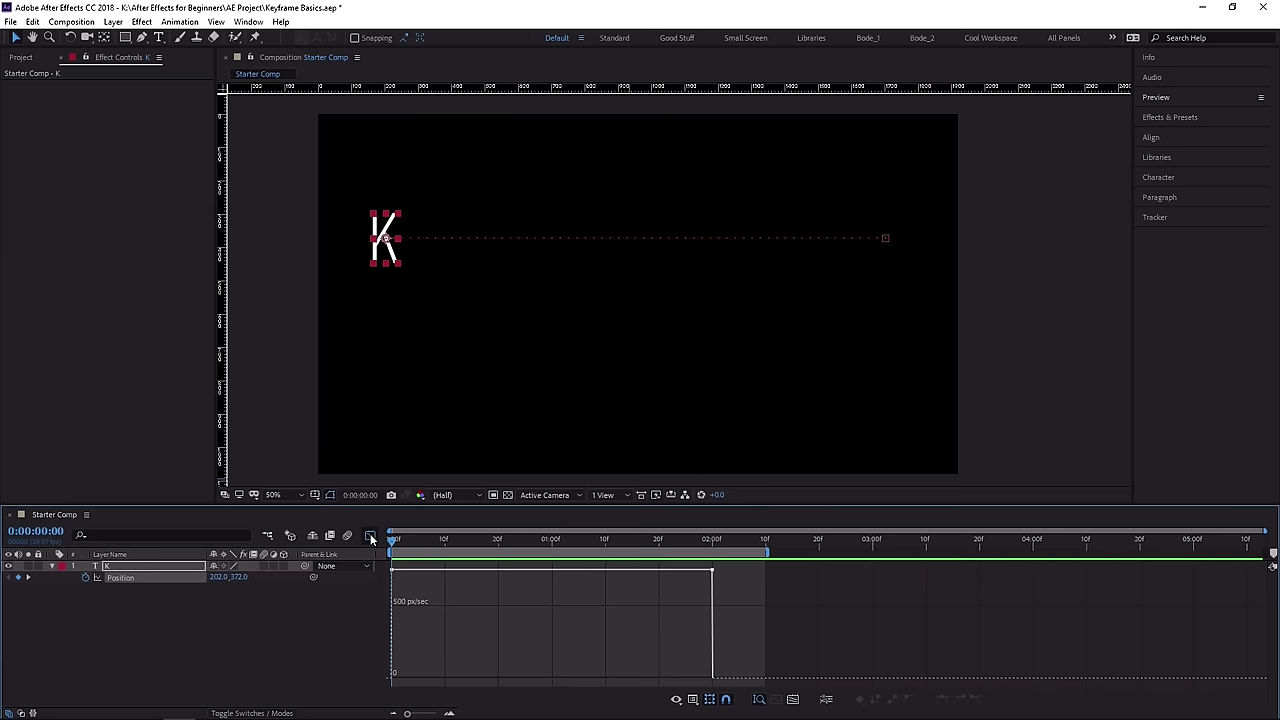 Adobe After Effects CC 2018 - K:\After Effects for Beginners\AE Project\Keyframe Basics.aep *
File Edit Composition Layer Effect Animation View Window Help
Snapping Default Standard Good Stuff Small Screen Libraries Bode_1 Body_2 Cool Workspace All Panels Search Help
Project Effect Controls K Composition Starter Comp Info
Starter Comp - K Starter Comp Audio
Preview
Effects & Presets
Align
Libraries
Character
Paragraph
Tracker
K
50% 0:00:00:00 (Half) Active Camera 1 View +0.0
Starter Comp
0:00:00:00
00000 (29.97 fps)
10f 20f 01:00f 10f 20f 02:00f 10f 20f 03:00f 10f 20f 04:00f 10f 20f 05:00f 10f
# Layer Name Parent & Link
1 T K None
Position 202.0,372.0
500 px/sec
0
Toggle Switches / Modes